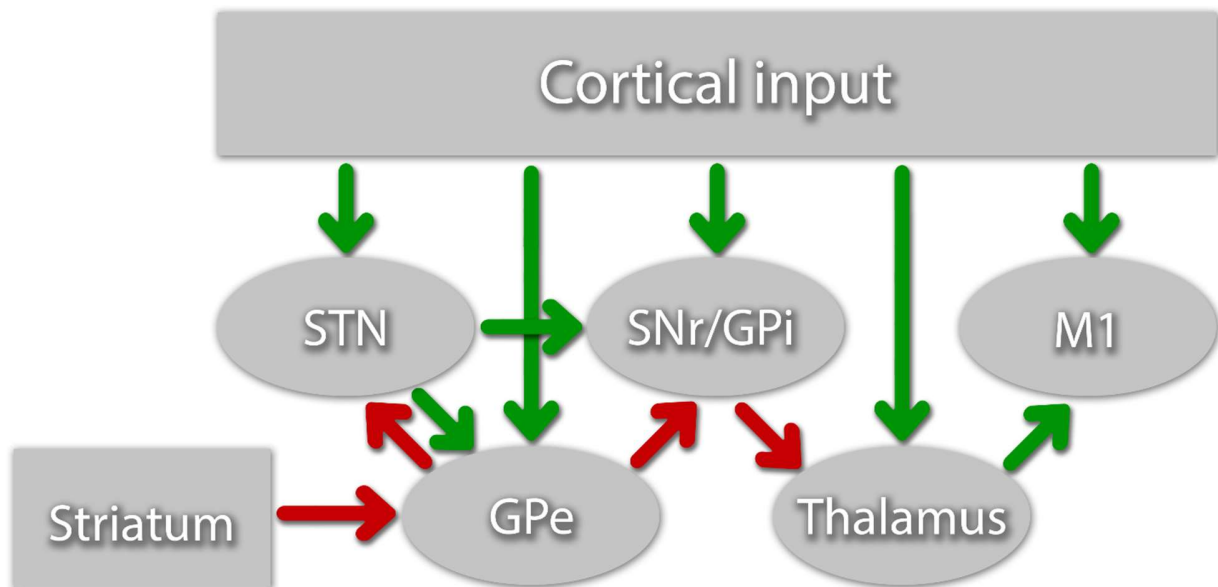 Cortical input
STN
SNr/GPi
M1
Striatum
GPe
Thalamus